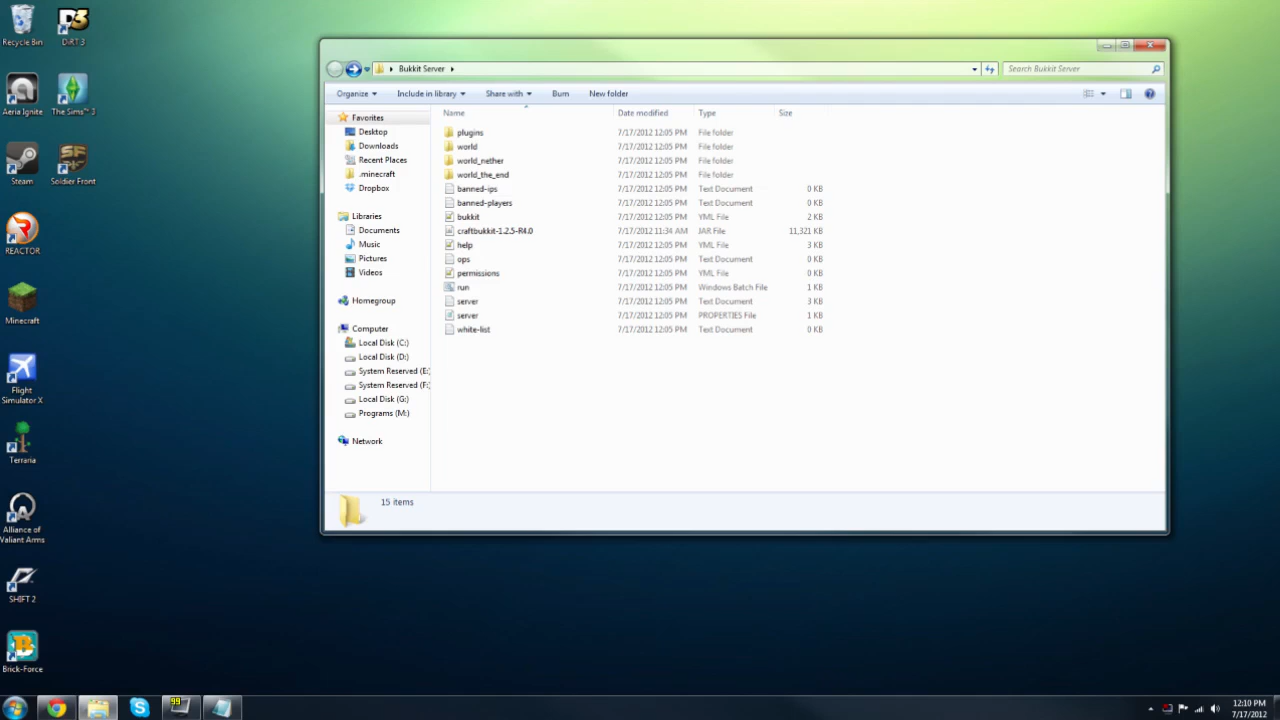 Recycle Bin
DiRT 3
Aeria Ignite
The Sims™ 3
Steam
Soldier Front
REACTOR
Minecraft
Flight
Simulator X
Terraria
Alliance of
Valiant Arms
SHIFT 2
Brick-Force
Bukkit Server
Search Bukkit Server
Organize
Include in library
Share with
Burn
New folder
Favorites
Desktop
Downloads
Recent Places
.minecraft
Dropbox
Libraries
Documents
Music
Pictures
Videos
Homegroup
Computer
Local Disk (C:)
Local Disk (D:)
System Reserved (E:
System Reserved (F:
Local Disk (G:)
Programs (M:)
Network
Name Date modified Type Size
plugins 7/17/2012 12:05 PM File folder
world 7/17/2012 12:05 PM File folder
world_nether 7/17/2012 12:05 PM File folder
world_the_end 7/17/2012 12:05 PM File folder
banned-ips 7/17/2012 12:05 PM Text Document 0 KB
banned-players 7/17/2012 12:05 PM Text Document 0 KB
bukkit 7/17/2012 12:05 PM YML File 2 KB
craftbukkit-1.2.5-R4.0 7/17/2012 11:34 AM JAR File 11,321 KB
help 7/17/2012 12:05 PM YML File 3 KB
ops 7/17/2012 12:05 PM Text Document 0 KB
permissions 7/17/2012 12:05 PM YML File 0 KB
run 7/17/2012 12:05 PM Windows Batch File 1 KB
server 7/17/2012 12:05 PM Text Document 3 KB
server 7/17/2012 12:05 PM PROPERTIES File 1 KB
white-list 7/17/2012 12:05 PM Text Document 0 KB
15 items
99
12:10 PM
7/17/2012